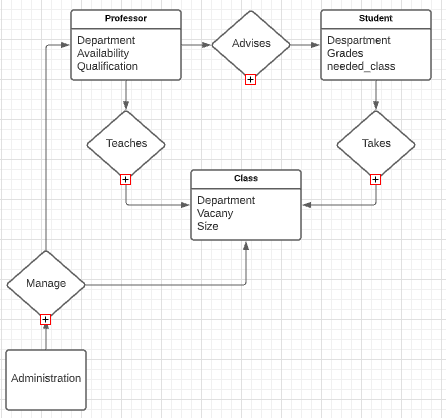 Professor
Department
Availability
Qualification
Advises
Student
Despartment
Grades
needed_class
Teaches
Takes
Class
Department
Vacany
Size
Manage
Administration